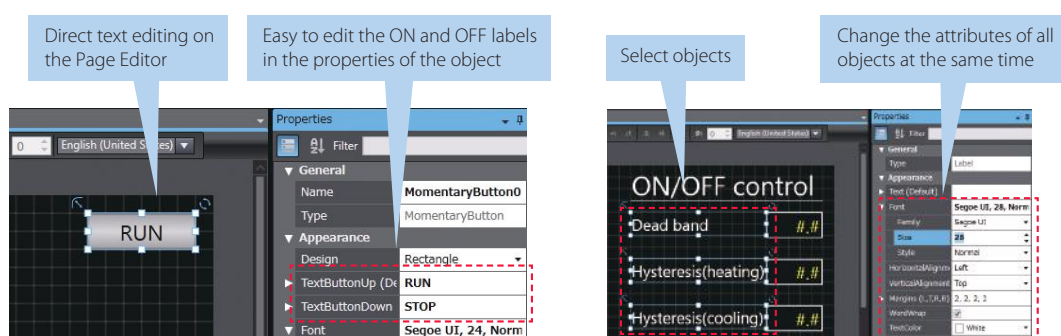 Direct text editing on
the Page Editor
Easy to edit the ON and OFF labels
in the properties of the object
0
English (United States)
RUN
Properties
Filter
General
Name MomentaryButton0
Type MomentaryButton
Appearance
Design Rectangle
TextButtonUp (De RUN
TextButtonDown STOP
Font Segoe UI, 24, Norm
Select objects
Change the attributes of all
objects at the same time
0
English (United States)
ON/OFF control
Dead band #.#
Hysteresis(heating) #.#
Hysteresis(cooling) #.#
Properties
Filter
General
Type Label
Appearance
Text (Default)
Font Segoe UI, 28, Norm
Family Segoe UI
Size 28
Style Normal
HorizontalAlignm Left
VerticalAlignment Top
Margins (L,T,R,B) 2, 2, 2, 2
WordWrap
TextColor White